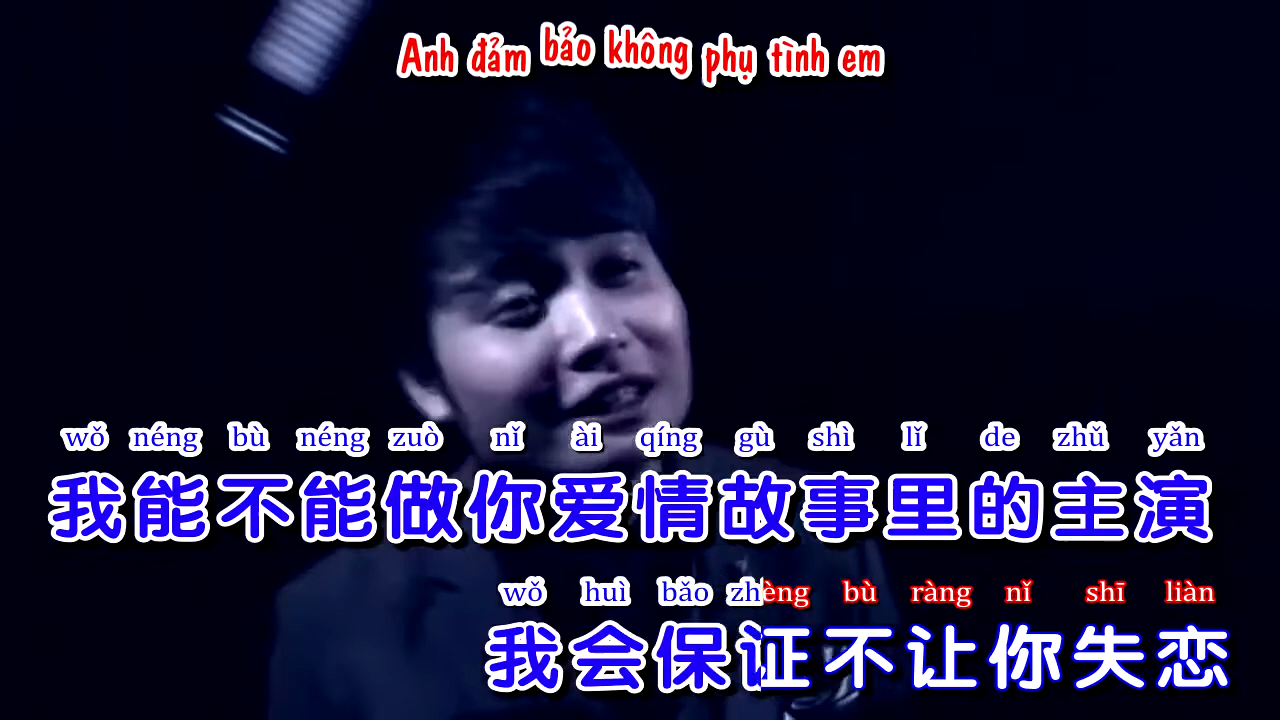 Anh đảm bảo không phụ tình em
wǒ néng bù néng zuò nǐ ài qíng gù shì lǐ de zhǔ yǎn
我能不能做你爱情故事里的主演
wǒ huì bǎo zhèng bù ràng nǐ shī liàn
我会保证不让你失恋